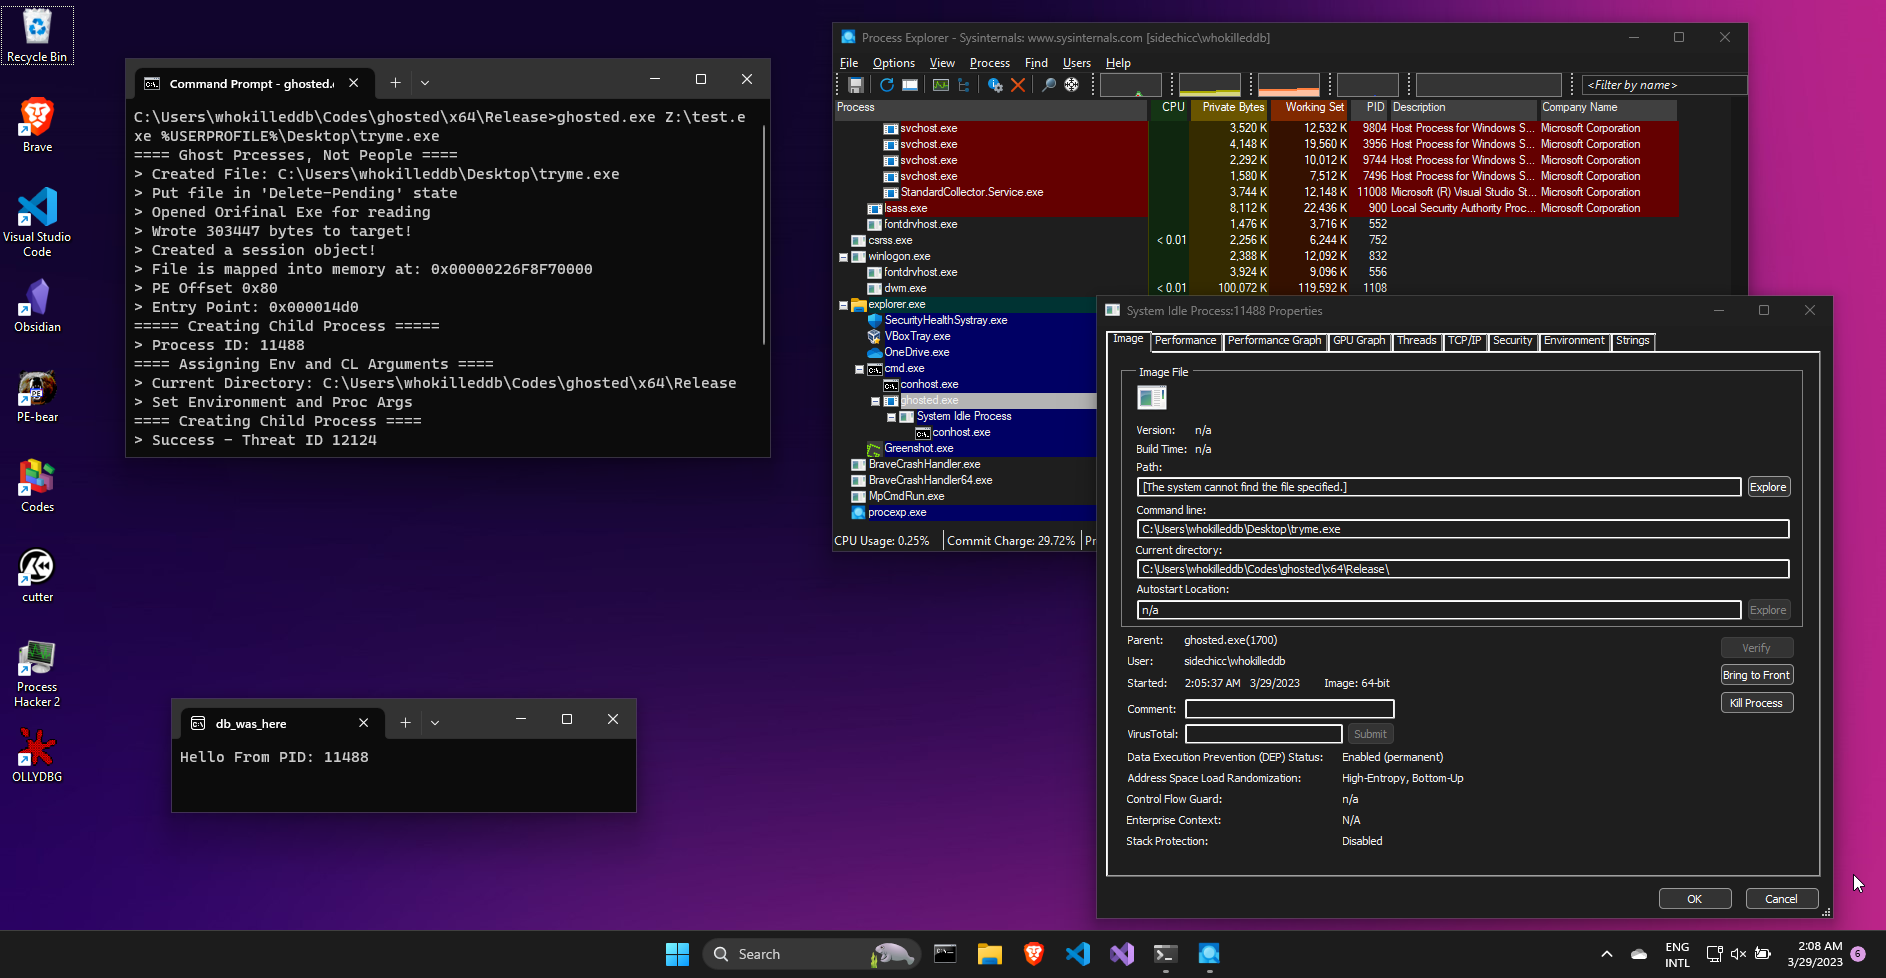 Recycle Bin
Brave
Visual Studio
Code
Obsidian
PE-bear
Codes
cutter
Process
Hacker 2
OLLYDBG
Command Prompt - ghosted.
C:\Users\whokilleddb\Codes\ghosted\x64\Release>ghosted.exe Z:\test.e
xe %USERPROFILE%\Desktop\tryme.exe
==== Ghost Prcesses, Not People ====
> Created File: C:\Users\whokilleddb\Desktop\tryme.exe
> Put file in 'Delete-Pending' state
> Opened Orifinal Exe for reading
> Wrote 303447 bytes to target!
> Created a session object!
> File is mapped into memory at: 0x00000226F8F70000
> PE Offset 0x80
> Entry Point: 0x000014d0
===== Creating Child Process =====
> Process ID: 11488
==== Assigning Env and CL Arguments ====
> Current Directory: C:\Users\whokilleddb\Codes\ghosted\x64\Release
> Set Environment and Proc Args
==== Creating Child Process ====
> Success - Threat ID 12124
db_was_here
Hello From PID: 11488
Process Explorer - Sysinternals: www.sysinternals.com [sidechicc\whokilleddb]
File Options View Process Find Users Help
<Filter by name>
Process CPU Private Bytes Working Set PID Description Company Name
svchost.exe 3,520 K 12,532 K 9804 Host Process for Windows S... Microsoft Corporation
svchost.exe 4,148 K 19,560 K 3956 Host Process for Windows S... Microsoft Corporation
svchost.exe 2,292 K 10,012 K 9744 Host Process for Windows S... Microsoft Corporation
svchost.exe 1,580 K 7,512 K 7496 Host Process for Windows S... Microsoft Corporation
StandardCollector.Service.exe 3,744 K 12,148 K 11008 Microsoft (R) Visual Studio St... Microsoft Corporation
lsass.exe 8,112 K 22,436 K 900 Local Security Authority Proc... Microsoft Corporation
fontdrvhost.exe 1,476 K 3,716 K 552
csrss.exe < 0.01 2,256 K 6,244 K 752
winlogon.exe 2,388 K 12,092 K 832
fontdrvhost.exe 3,924 K 9,096 K 556
dwm.exe < 0.01 100,072 K 119,592 K 1108
explorer.exe
SecurityHealthSystray.exe
VBoxTray.exe
OneDrive.exe
cmd.exe
conhost.exe
ghosted.exe
System Idle Process
conhost.exe
Greenshot.exe
BraveCrashHandler.exe
BraveCrashHandler64.exe
MpCmdRun.exe
procexp.exe
CPU Usage: 0.25% Commit Charge: 29.72% Pr
System Idle Process:11488 Properties
Image Performance Performance Graph GPU Graph Threads TCP/IP Security Environment Strings
Image File
Version: n/a
Build Time: n/a
Path:
[The system cannot find the file specified.] Explore
Command line:
C:\Users\whokilleddb\Desktop\tryme.exe
Current directory:
C:\Users\whokilleddb\Codes\ghosted\x64\Release\
Autostart Location:
n/a Explore
Parent: ghosted.exe(1700)
User: sidechicc\whokilleddb
Started: 2:05:37 AM 3/29/2023 Image: 64-bit
Comment:
VirusTotal: Submit
Verify
Bring to Front
Kill Process
Data Execution Prevention (DEP) Status: Enabled (permanent)
Address Space Load Randomization: High-Entropy, Bottom-Up
Control Flow Guard: n/a
Enterprise Context: N/A
Stack Protection: Disabled
OK Cancel
Search
ENG
INTL
2:08 AM
3/29/2023
6